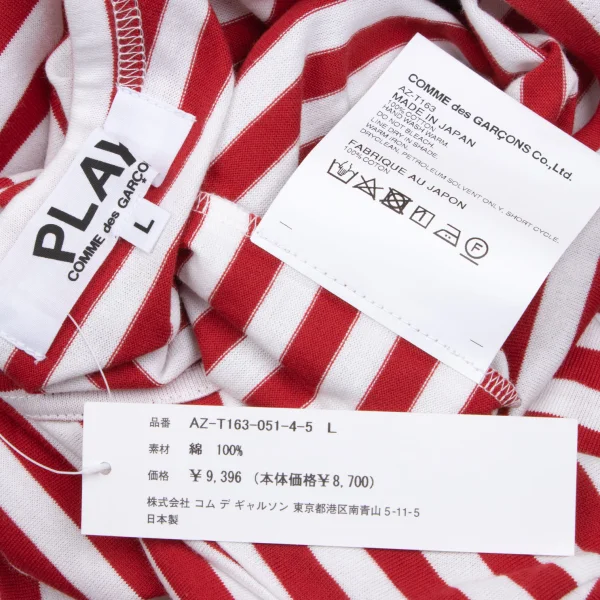 PLAY
COMME des GARÇONS
L
COMME des GARÇONS Co.,Ltd.
AZ-T163
MADE IN JAPAN
100% COTTON
HAND WASH WARM.
DO NOT BLEACH.
LINE DRY IN SHADE.
WARM IRON.
DRYCLEAN, PETROLEUM SOLVENT ONLY, SHORT CYCLE.
FABRIQUE AU JAPON
100% COTON
品番 AZ-T163-051-4-5 L
素材 綿 100%
価格 ¥9,396 (本体価格¥8,700)
株式会社 コム デ ギャルソン 東京都港区南青山 5-11-5
日本製